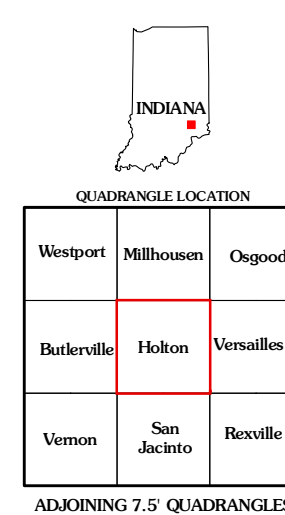 INDIANA
QUADRANGLE LOCATION
Westport Millhousen Osgood
Butlerville Holton Versailles
Vernon San Jacinto Rexville
ADJOINING 7.5' QUADRANGLES